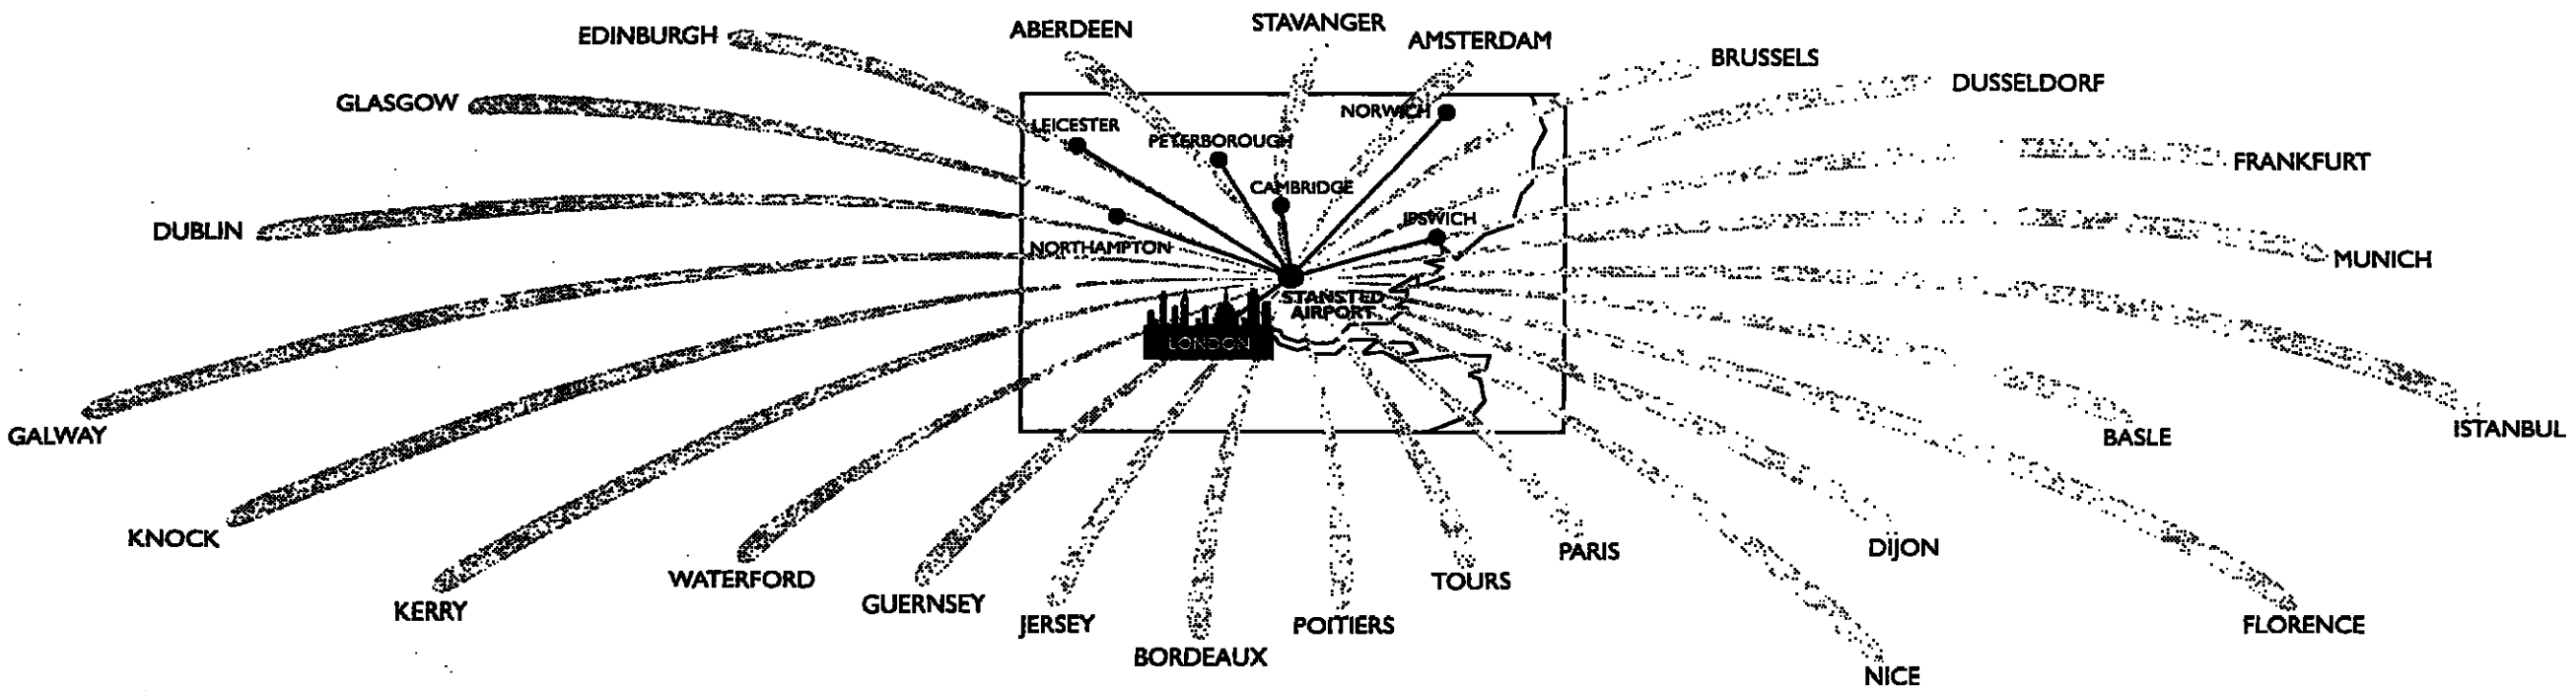 STAVANGER
EDINBURGH
ABERDEEN
AMSTERDAM
BRUSSELS
DUSSELDORF
GLASGOW
NORWICH
LEICESTER
PETERBOROUGH
FRANKFURT
CAMBRIDGE
IPSWICH
DUBLIN
NORTHAMPTON
MUNICH
STANSTED
AIRPORT
LONDON
GALWAY
BASLE
ISTANBUL
KNOCK
PARIS
DIJON
WATERFORD
TOURS
KERRY
GUERNSEY
JERSEY
POITIERS
FLORENCE
BORDEAUX
NICE